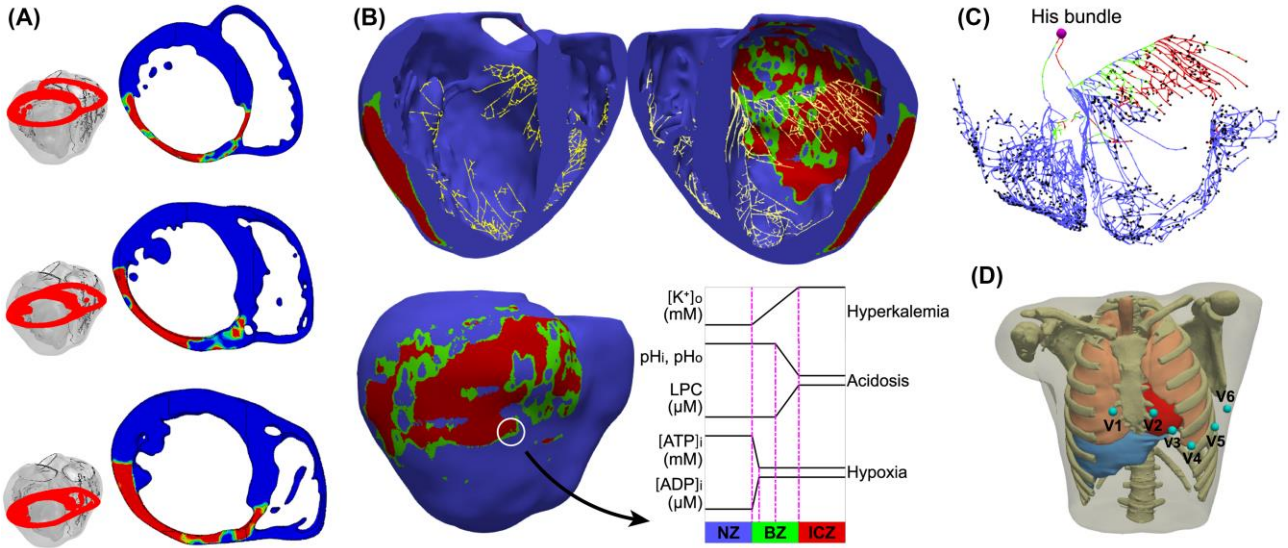 (A)
(B)
(C)
His bundle
[K⁺]o
(mM)
Hyperkalemia
pHi, pHo
Acidosis
LPC
(µM)
[ATP]i
(mM)
Hypoxia
[ADP]i
(µM)
NZ BZ ICZ
(D)
V6
V1 V2
V3 V5
V4